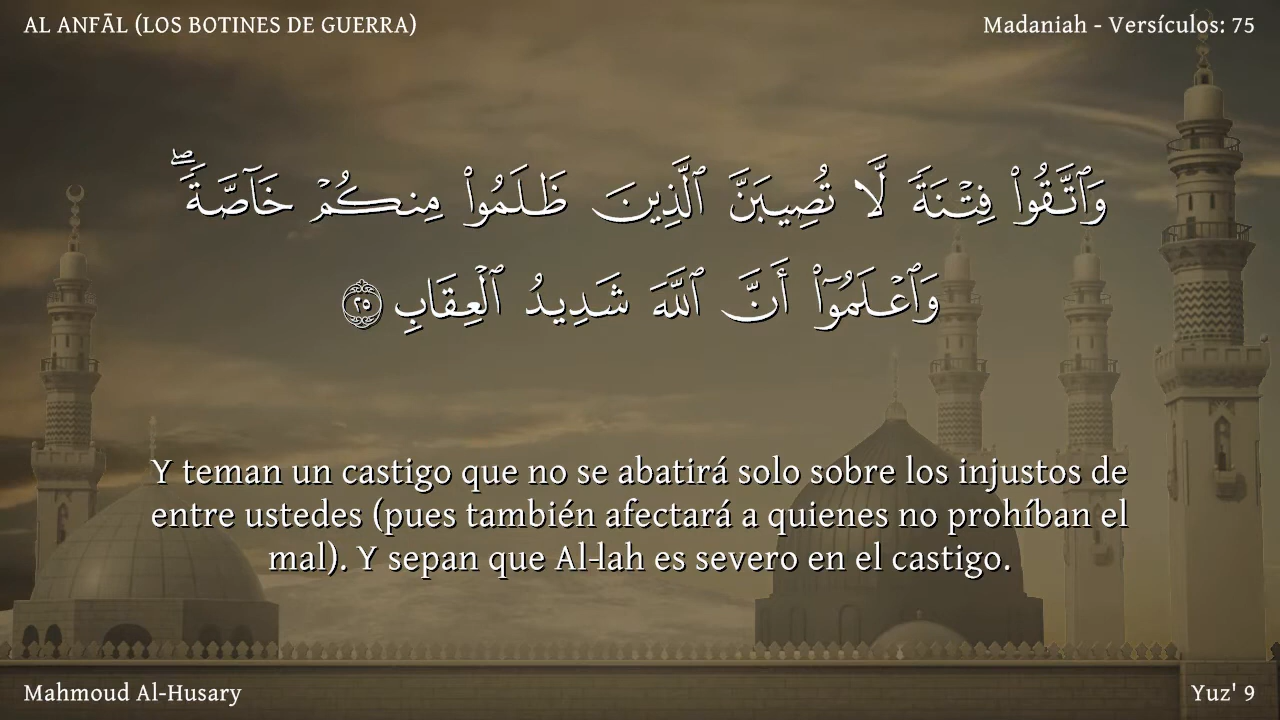 AL ANFĀL (LOS BOTINES DE GUERRA)
Madaniah - Versículos: 75
وَٱتَّقُوا۟ فِتْنَةً لَّا تُصِيبَنَّ ٱلَّذِينَ ظَلَمُوا۟ مِنكُمْ خَآصَّةً ۖ
وَٱعْلَمُوٓا۟ أَنَّ ٱللَّهَ شَدِيدُ ٱلْعِقَابِ ٢٥
Y teman un castigo que no se abatirá solo sobre los injustos de
entre ustedes (pues también afectará a quienes no prohíban el
mal). Y sepan que Al-lah es severo en el castigo.
Mahmoud Al-Husary
Yuz' 9